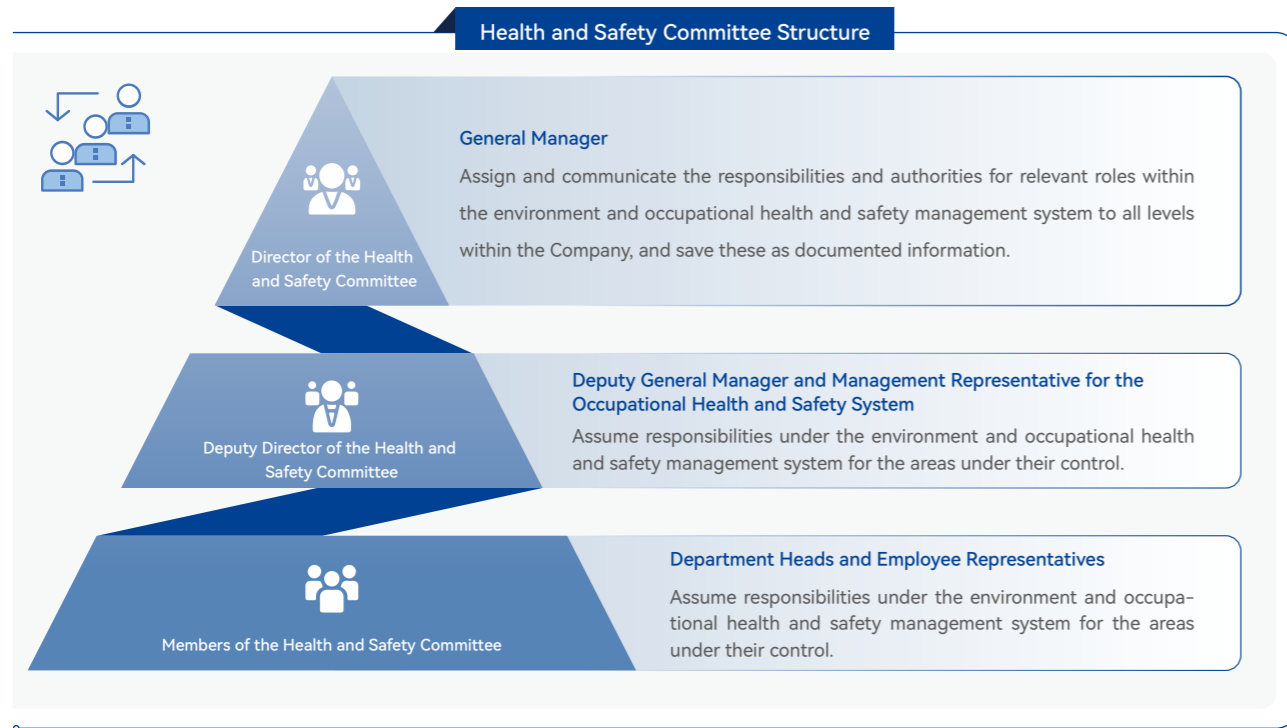 Health and Safety Committee Structure
Director of the Health
and Safety Committee
General Manager
Assign and communicate the responsibilities and authorities for relevant roles within
the environment and occupational health and safety management system to all levels
within the Company, and save these as documented information.
Deputy Director of the Health and
Safety Committee
Deputy General Manager and Management Representative for the
Occupational Health and Safety System
Assume responsibilities under the environment and occupational health
and safety management system for the areas under their control.
Members of the Health and Safety Committee
Department Heads and Employee Representatives
Assume responsibilities under the environment and occupa-
tional health and safety management system for the areas
under their control.